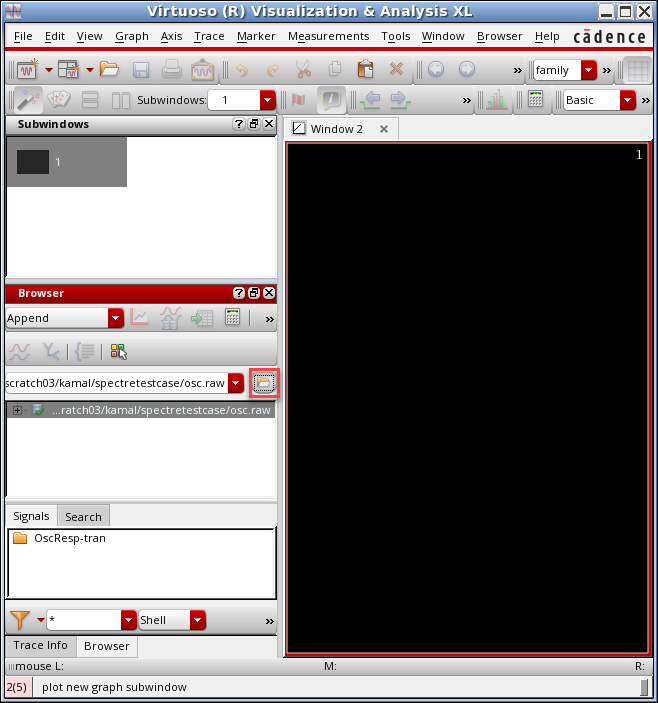 Virtuoso (R) Visualization & Analysis XL
File Edit View Graph Axis Trace Marker Measurements Tools Window Browser Help cādence
» family »
Subwindows: 1 » Basic »
Subwindows
1
Window 2
1
Browser
Append »
scratch03/kamal/spectretestcase/osc.raw
...ratch03/kamal/spectretestcase/osc.raw
Signals Search
OscResp-tran
* Shell »
Trace Info Browser
mouse L: M: R:
2(5) plot new graph subwindow